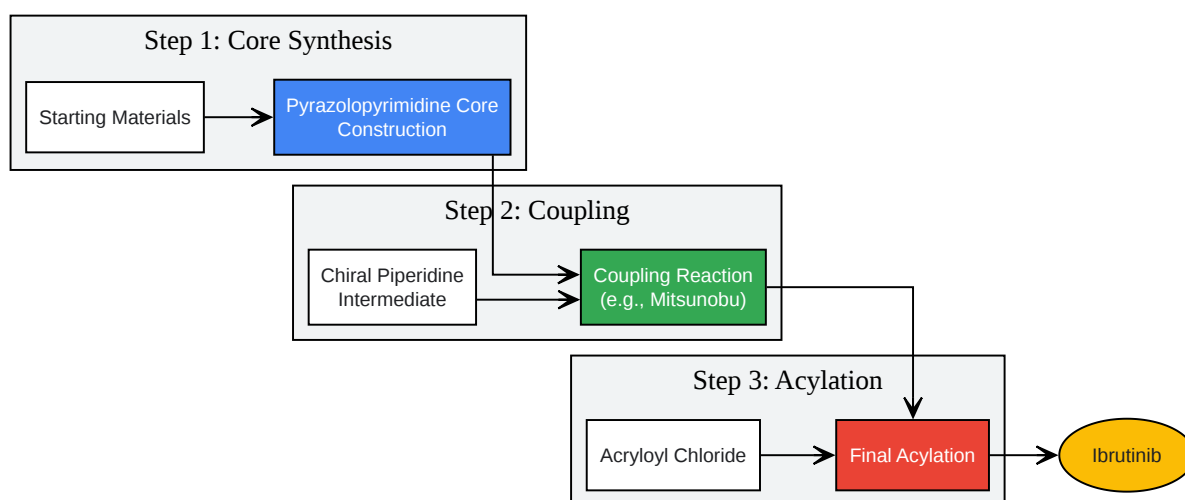 Step 1: Core Synthesis
Starting Materials
Pyrazolopyrimidine Core
Construction
Step 2: Coupling
Chiral Piperidine
Intermediate
Coupling Reaction
(e.g., Mitsunobu)
Step 3: Acylation
Acryloyl Chloride
Final Acylation
Ibrutinib